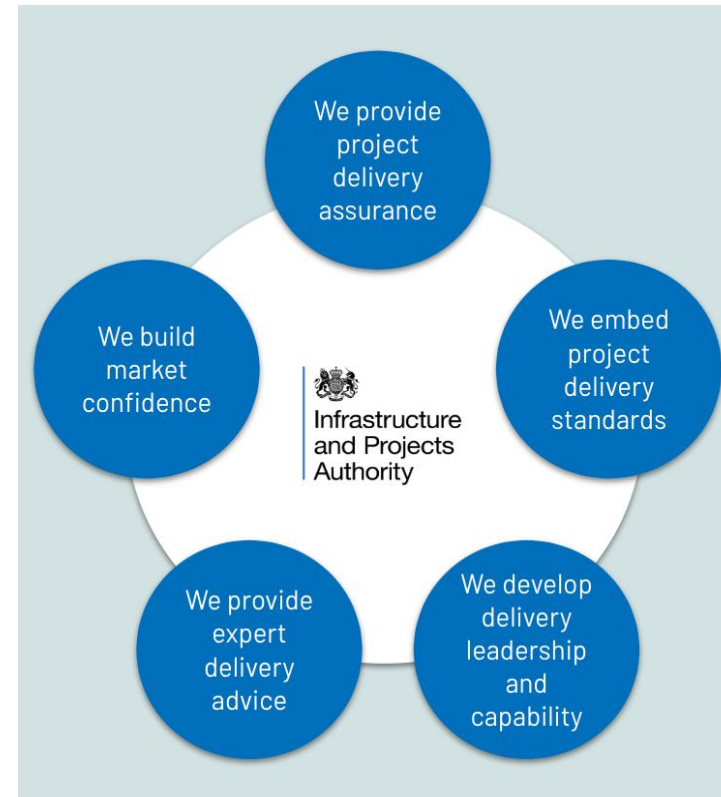 We provide
project
delivery
assurance
We embed
project
delivery
standards
We develop
delivery
leadership
and
capability
We provide
expert
delivery
advice
We build
market
confidence
Infrastructure
and Projects
Authority